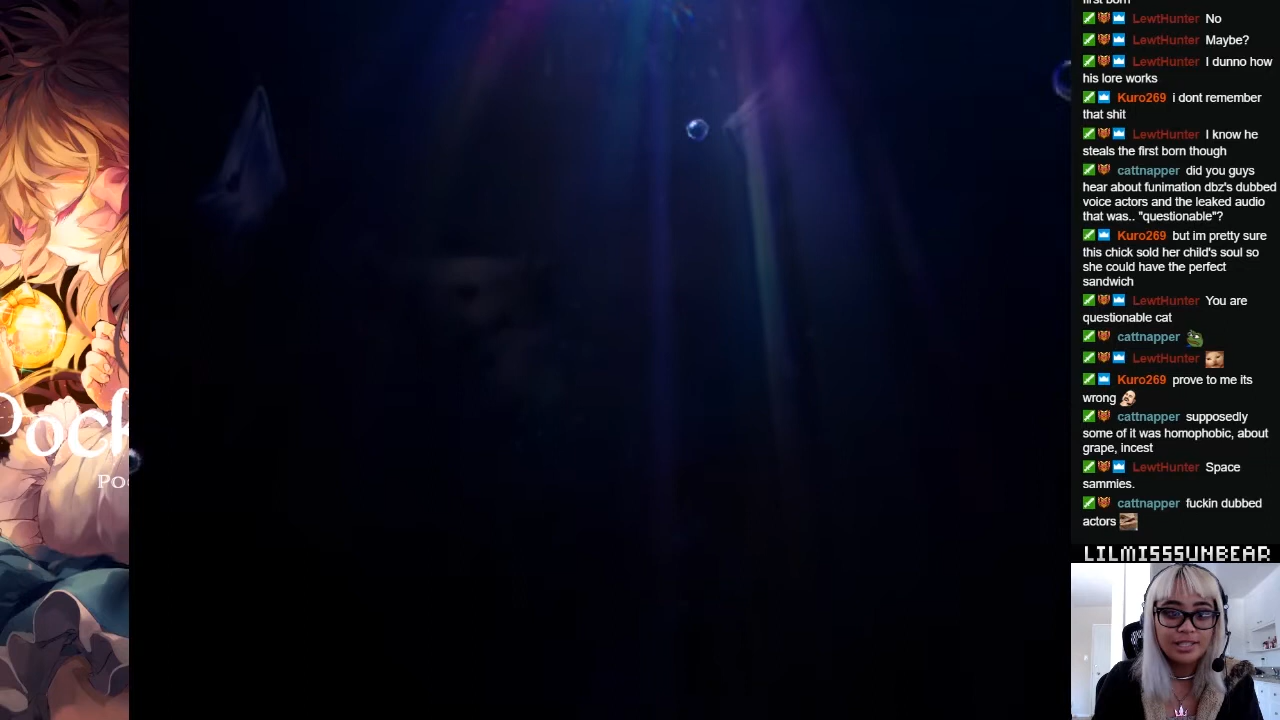 first born
LewtHunter No
LewtHunter Maybe?
LewtHunter I dunno how
his lore works
Kuro269 i dont remember
that shit
LewtHunter I know he
steals the first born though
cattnapper did you guys
hear about funimation dbz's dubbed
voice actors and the leaked audio
that was.. "questionable"?
Kuro269 but im pretty sure
this chick sold her child's soul so
she could have the perfect
sandwich
LewtHunter You are
questionable cat
cattnapper
LewtHunter
Kuro269 prove to me its
wrong
cattnapper supposedly
some of it was homophobic, about
grape, incest
LewtHunter Space
sammies.
cattnapper fuckin dubbed
actors
LILMISSSUNBEAR
Pock
Poc